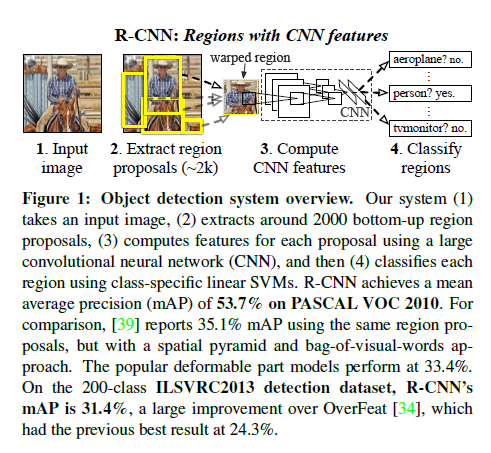 R-CNN: Regions with CNN features
warped region
aeroplane? no.
person? yes.
tvmonitor? no.
CNN
1. Input image
2. Extract region proposals (~2k)
3. Compute CNN features
4. Classify regions
Figure 1: Object detection system overview. Our system (1)
takes an input image, (2) extracts around 2000 bottom-up region
proposals, (3) computes features for each proposal using a large
convolutional neural network (CNN), and then (4) classifies each
region using class-specific linear SVMs. R-CNN achieves a mean
average precision (mAP) of 53.7% on PASCAL VOC 2010. For
comparison, [39] reports 35.1% mAP using the same region pro-
posals, but with a spatial pyramid and bag-of-visual-words ap-
proach. The popular deformable part models perform at 33.4%.
On the 200-class ILSVRC2013 detection dataset, R-CNN's
mAP is 31.4%, a large improvement over OverFeat [34], which
had the previous best result at 24.3%.